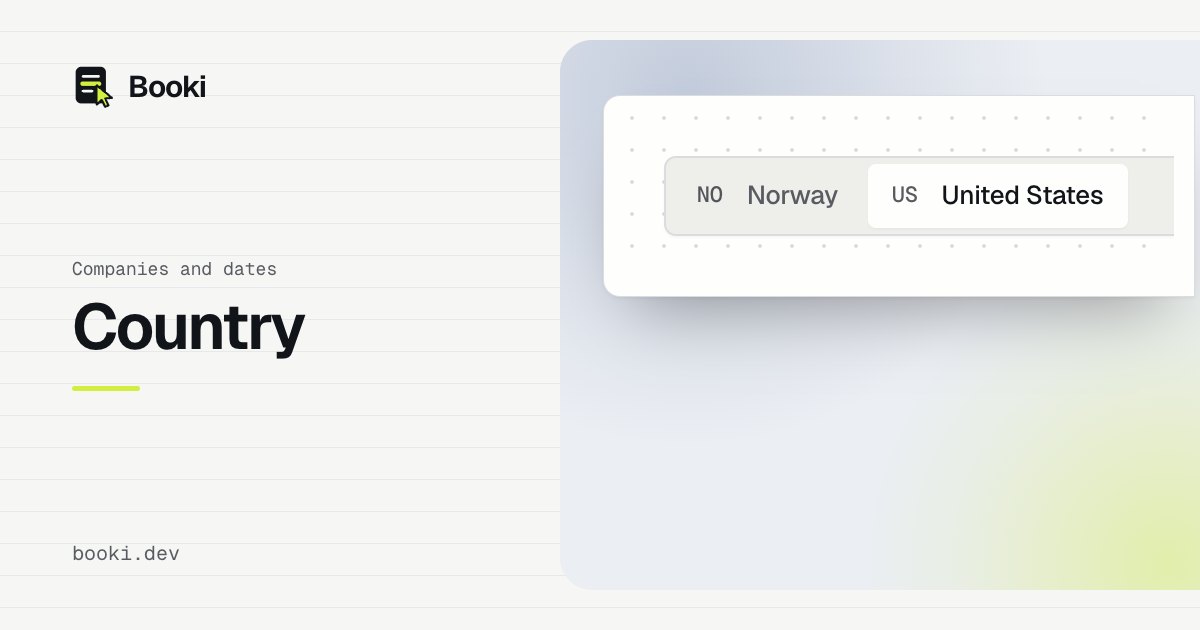 Booki
Companies and dates
Country
booki.dev
NO Norway US United States